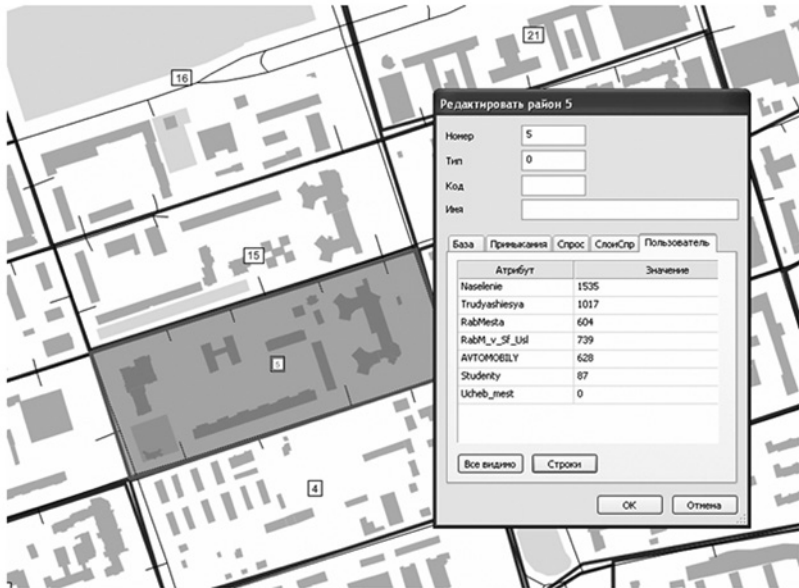 21
16
15
5
4
Редактировать район 5
Номер 5
Тип 0
Код
Имя
База Примыкания Спрос СлоиСпр Пользователь
Атрибут Значение
Naselenie 1535
Trudyashiesya 1017
RabMesta 604
RabM_v_Sf_Usl 739
AVTOMOBILY 628
Studenty 87
Ucheb_mest 0
Все видимо Строки
OK Отмена